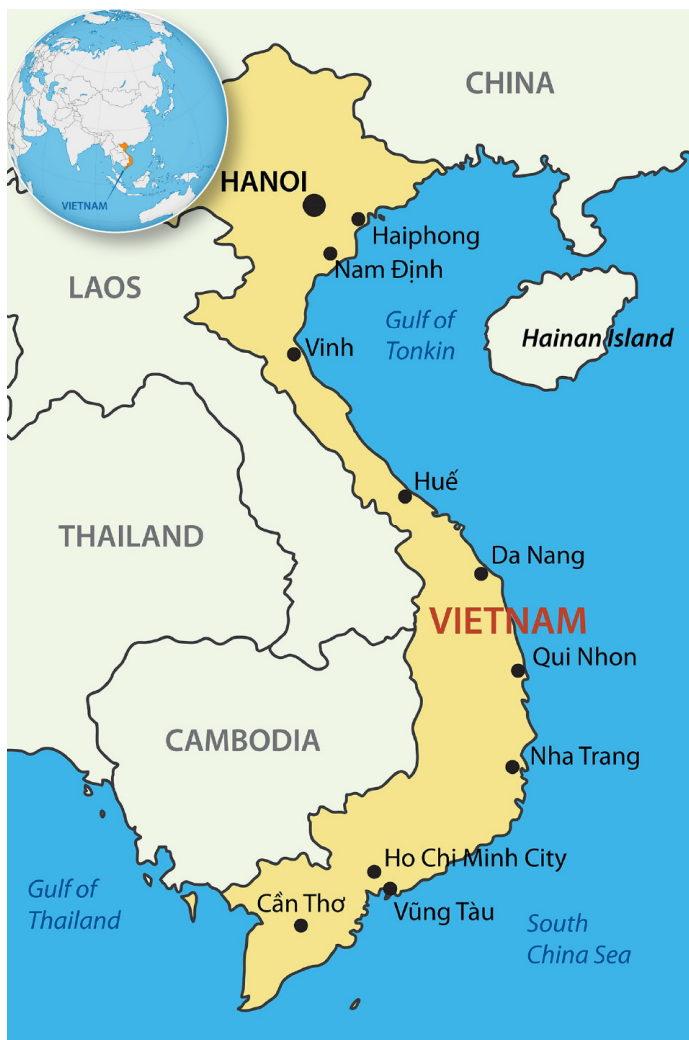 CHINA
VIETNAM
HANOI
Haiphong
Nam Định
LAOS
Gulf of
Tonkin
Hainan Island
Vinh
Huế
THAILAND
Da Nang
VIETNAM
Qui Nhon
CAMBODIA
Nha Trang
Ho Chi Minh City
Gulf of
Thailand
Cần Thơ
Vũng Tàu
South
China Sea